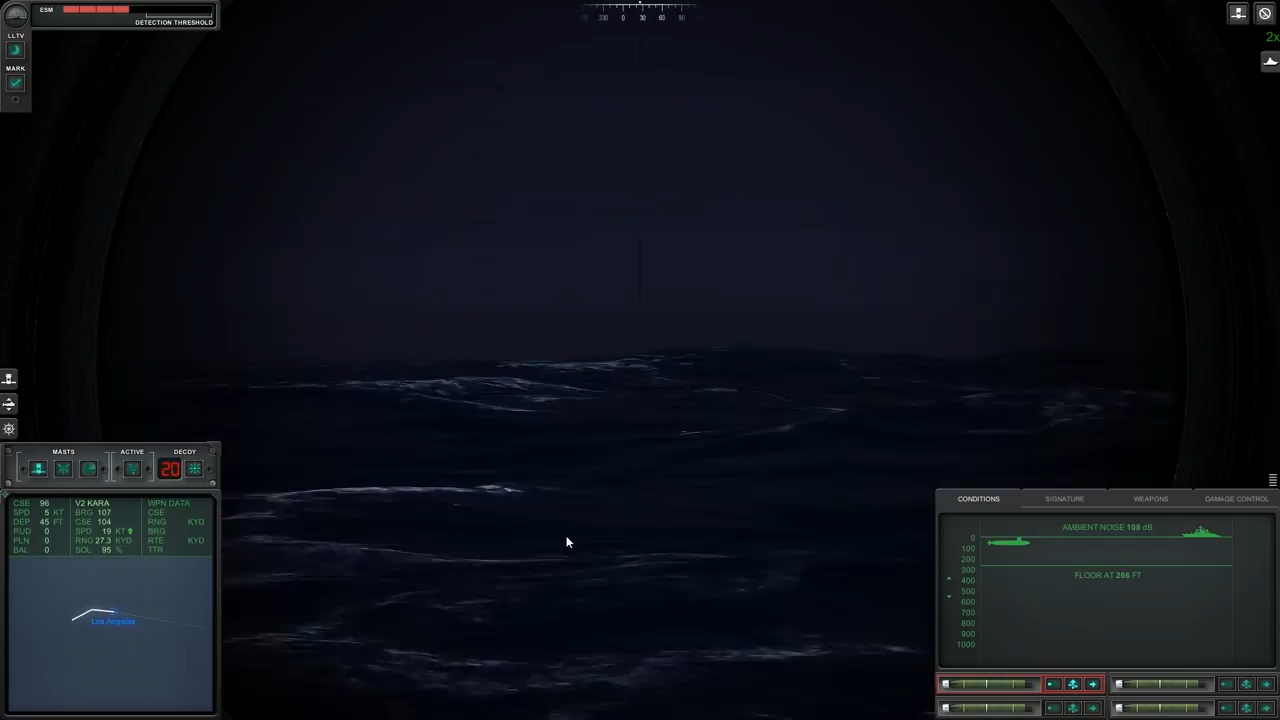 ESM
DETECTION THRESHOLD
330 0 30 60 90
2x
LLTV
MARK
MASTS ACTIVE DECOY
20
CSE 96 V2 KARA WPN DATA
SPD 5 KT BRG 107 CSE
DEP 45 FT CSE 104 RNG KYD
RUD 0 SPD 19 KT BRG
PLN 0 RNG 27.3 KYD RTE KYD
BAL 0 SOL 95 % TTR
Los Angeles
CONDITIONS SIGNATURE WEAPONS DAMAGE CONTROL
AMBIENT NOISE 108 dB
0
100
200
300
FLOOR AT 266 FT
400
500
600
700
800
900
1000